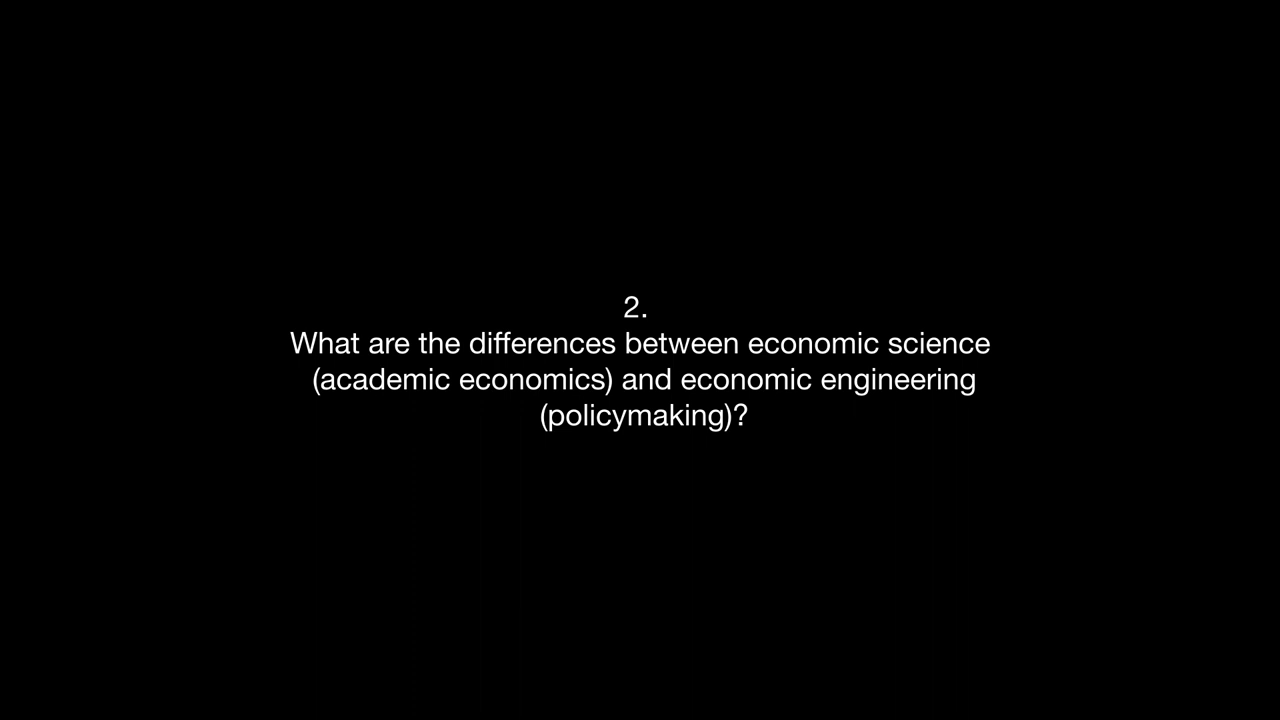 2.
What are the differences between economic science
(academic economics) and economic engineering
(policymaking)?